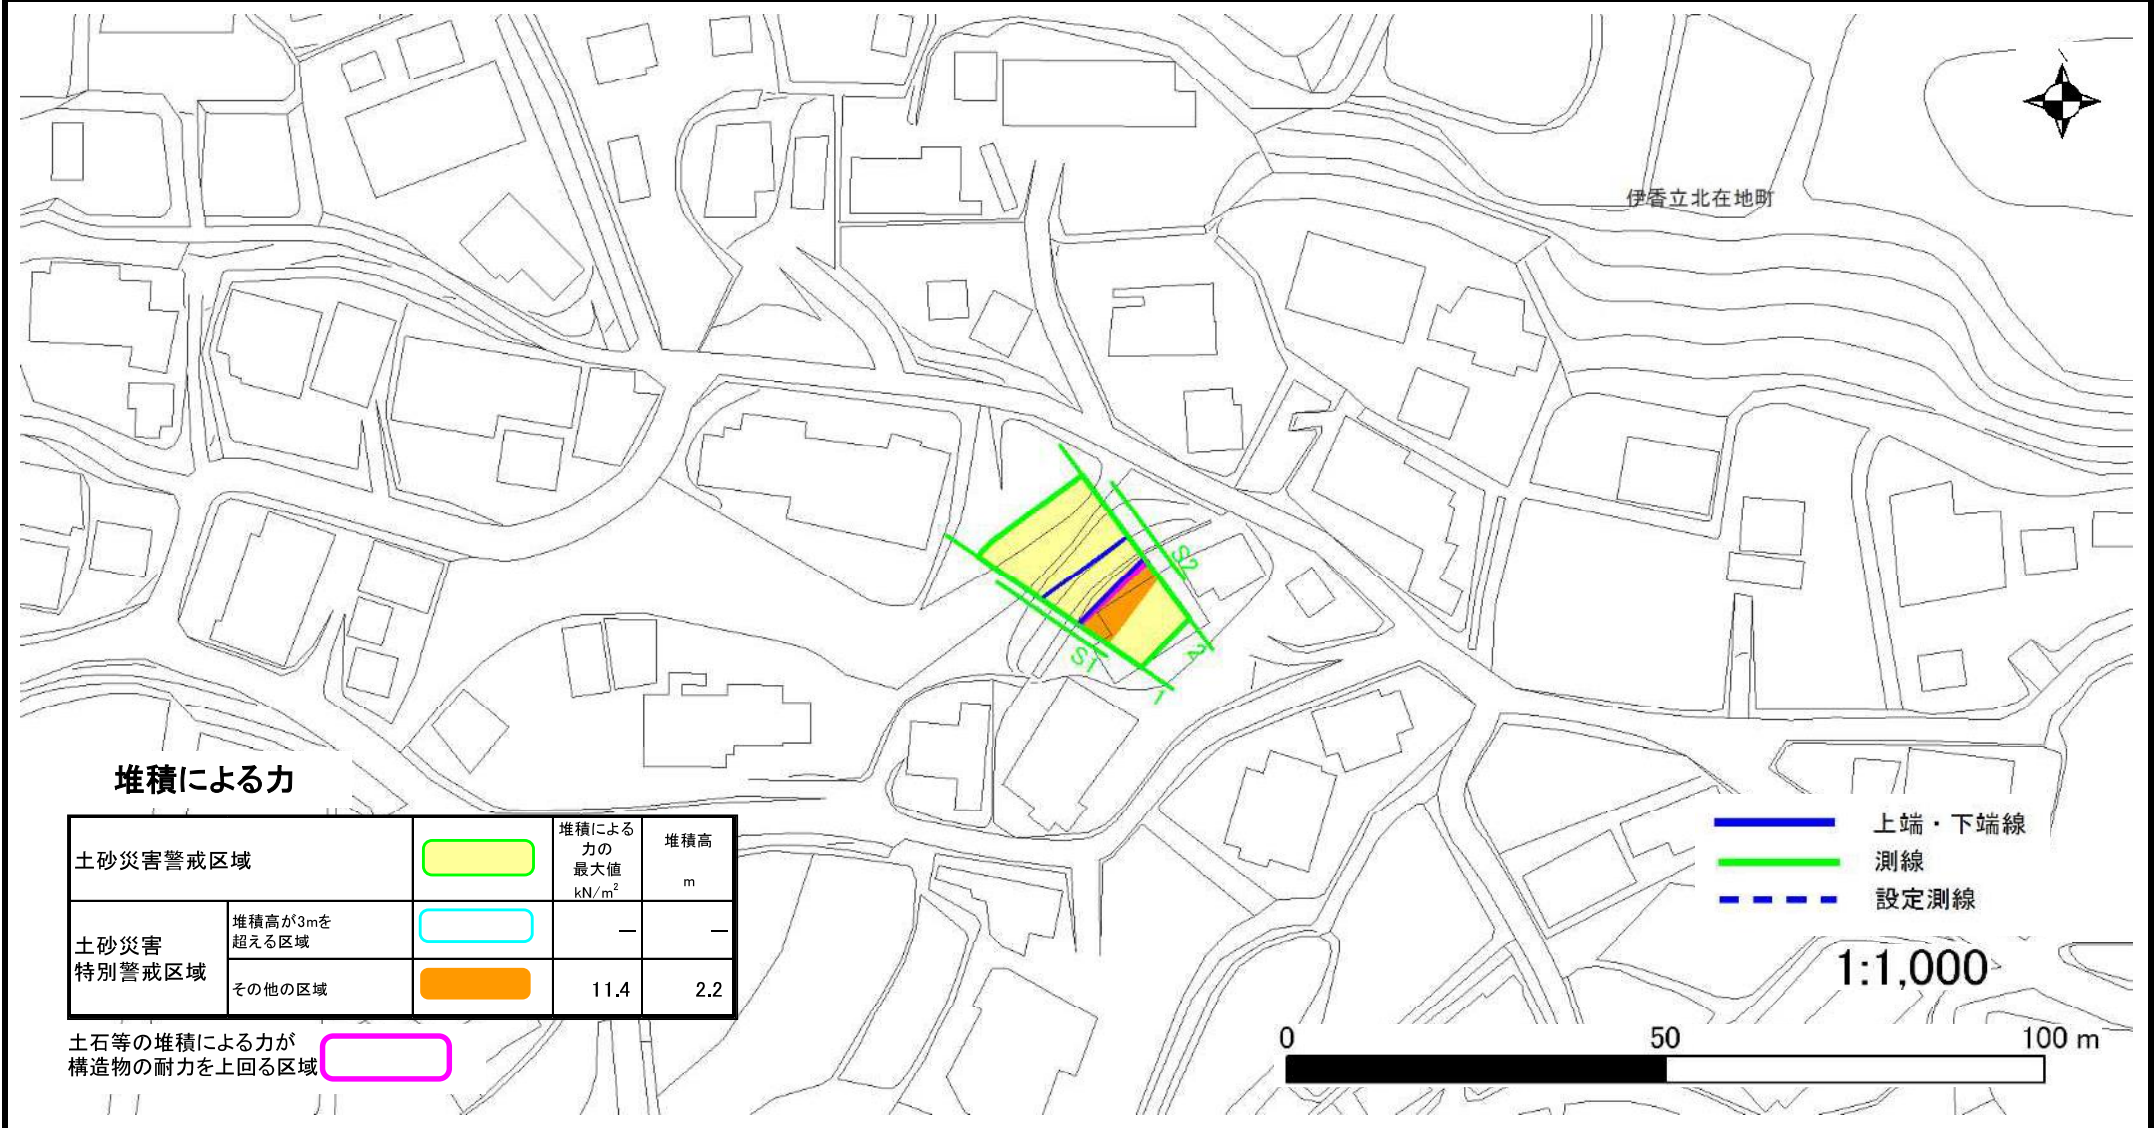 伊香立北在地町
S2
S1
2
1
堆積による力
土砂災害警戒区域
堆積による
力の
最大値
kN/m²
堆積高
m
土砂災害
特別警戒区域
堆積高が3mを
超える区域
—
—
その他の区域
11.4
2.2
土石等の堆積による力が
構造物の耐力を上回る区域
上端・下端線
測線
設定測線
1:1,000
0 50 100 m